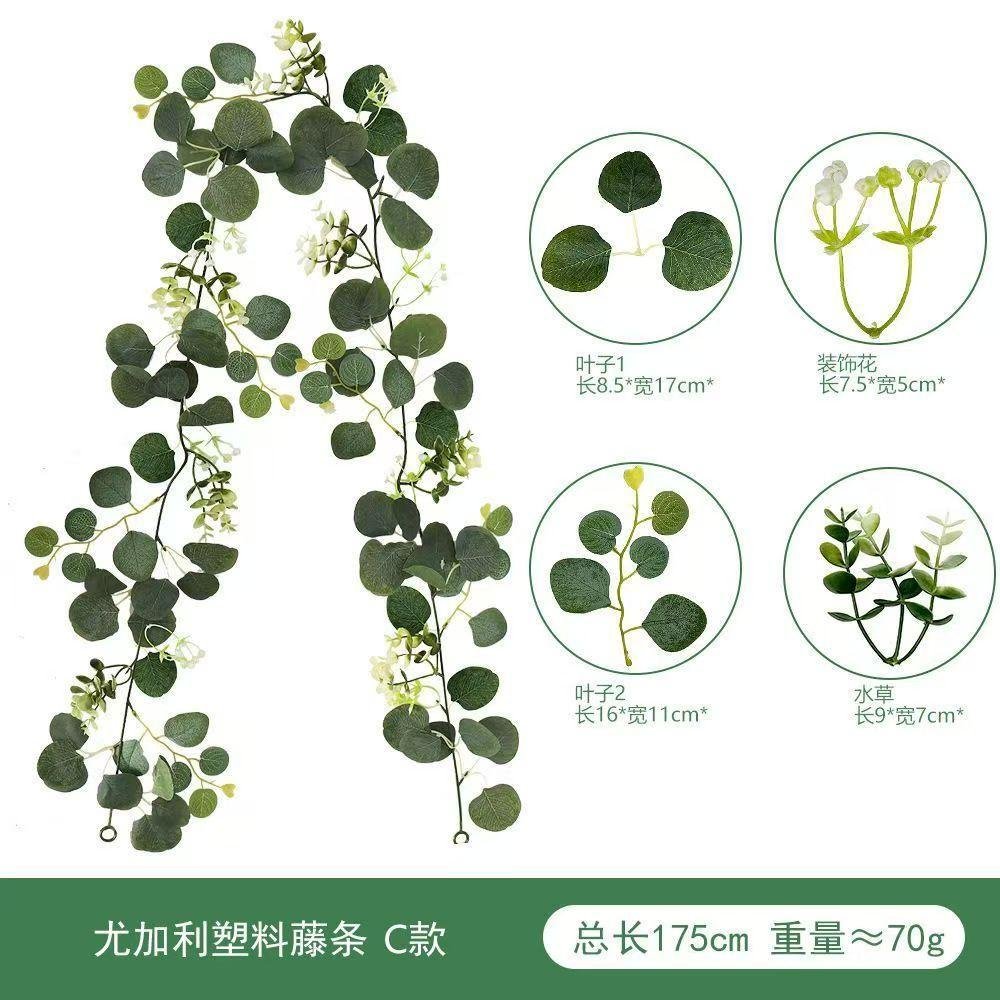 叶子1
长8.5*宽17cm*
装饰花
长7.5*宽5cm*
叶子2
长16*宽11cm*
水草
长9*宽7cm*
尤加利塑料藤条 C款
总长175cm 重量≈70g